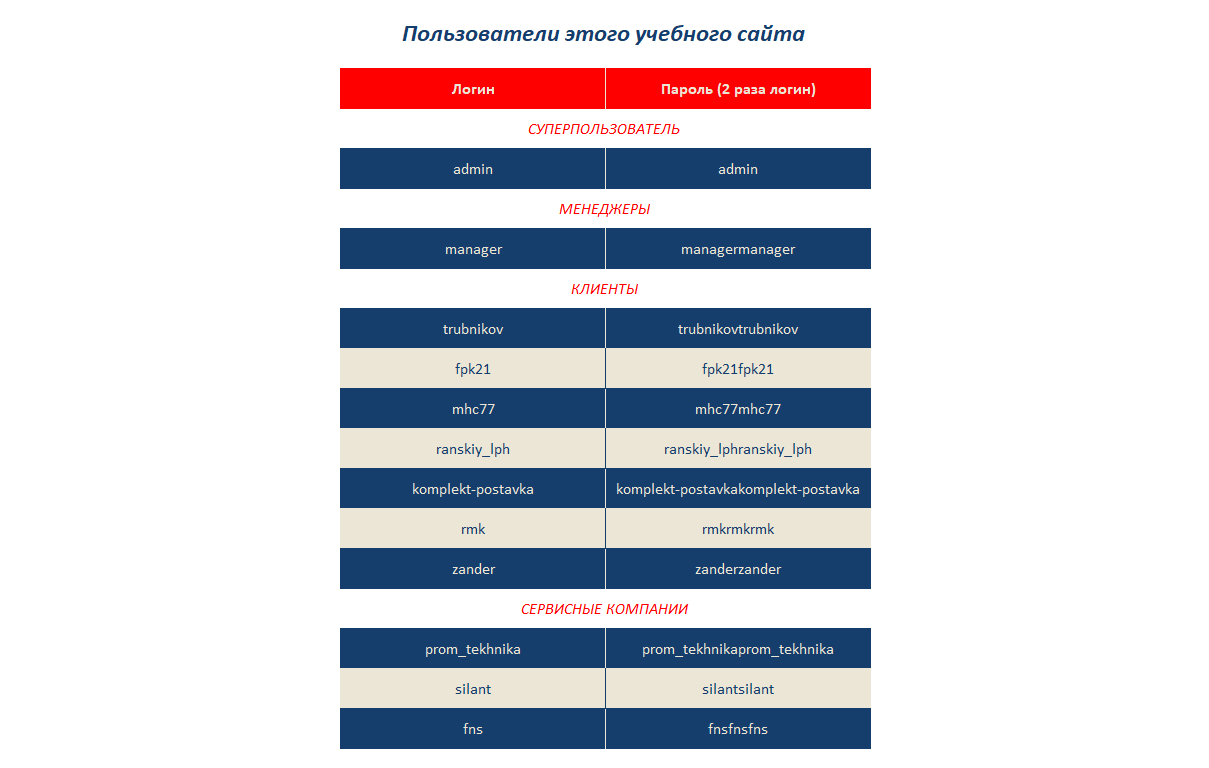 Пользователи этого учебного сайта
Логин Пароль (2 раза логин)
СУПЕРПОЛЬЗОВАТЕЛЬ
admin admin
МЕНЕДЖЕРЫ
manager managermanager
КЛИЕНТЫ
trubnikov trubnikovtrubnikov
fpk21 fpk21fpk21
mhc77 mhc77mhc77
ranskiy_lph ranskiy_lphranskiy_lph
komplekt-postavka komplekt-postavkakomplekt-postavka
rmk rmkrmkrmk
zander zanderzander
СЕРВИСНЫЕ КОМПАНИИ
prom_tekhnika prom_tekhnikaprom_tekhnika
silant silantsilant
fns fnsfnsfns